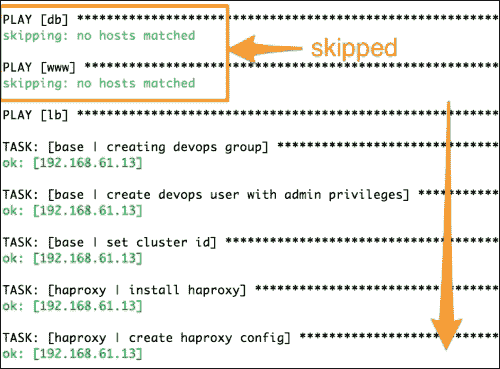 PLAY [db] *****************************************
skipping: no hosts matched
skipped
PLAY [www] ****************************************
skipping: no hosts matched
PLAY [lb] *****************************************
TASK: [base | creating devops group] **********************
ok: [192.168.61.13]
TASK: [base | create devops user with admin privileges] *********
ok: [192.168.61.13]
TASK: [base | set cluster id] ****************************
ok: [192.168.61.13]
TASK: [haproxy | install haproxy] *************************
ok: [192.168.61.13]
TASK: [haproxy | create haproxy config] *******************
ok: [192.168.61.13]